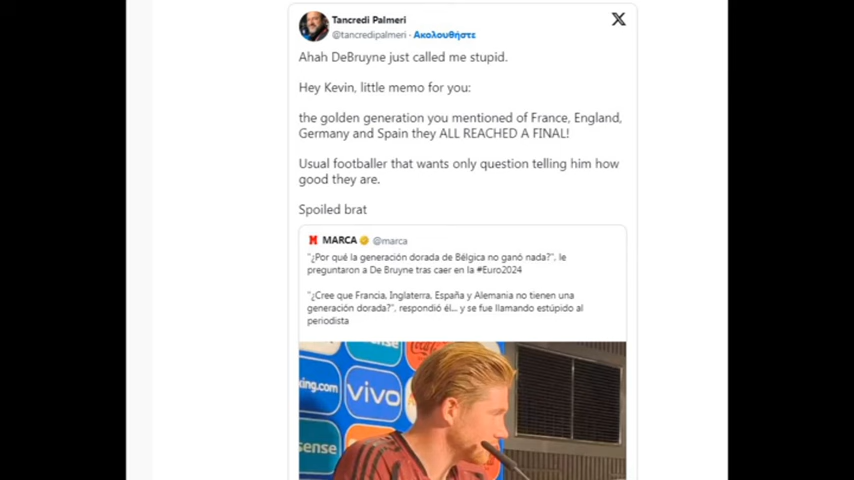 Tancredi Palmeri
@tancredipalmeri · Ακολουθήστε
Ahah DeBruyne just called me stupid.
Hey Kevin, little memo for you:
the golden generation you mentioned of France, England,
Germany and Spain they ALL REACHED A FINAL!
Usual footballer that wants only question telling him how
good they are.
Spoiled brat
MARCA @marca
"¿Por qué la generación dorada de Bélgica no ganó nada?", le
preguntaron a De Bruyne tras caer en la #Euro2024
"¿Cree que Francia, Inglaterra, España y Alemania no tienen una
generación dorada?", respondió él... y se fue llamando estúpido al
periodista
king.com
vivo
sense